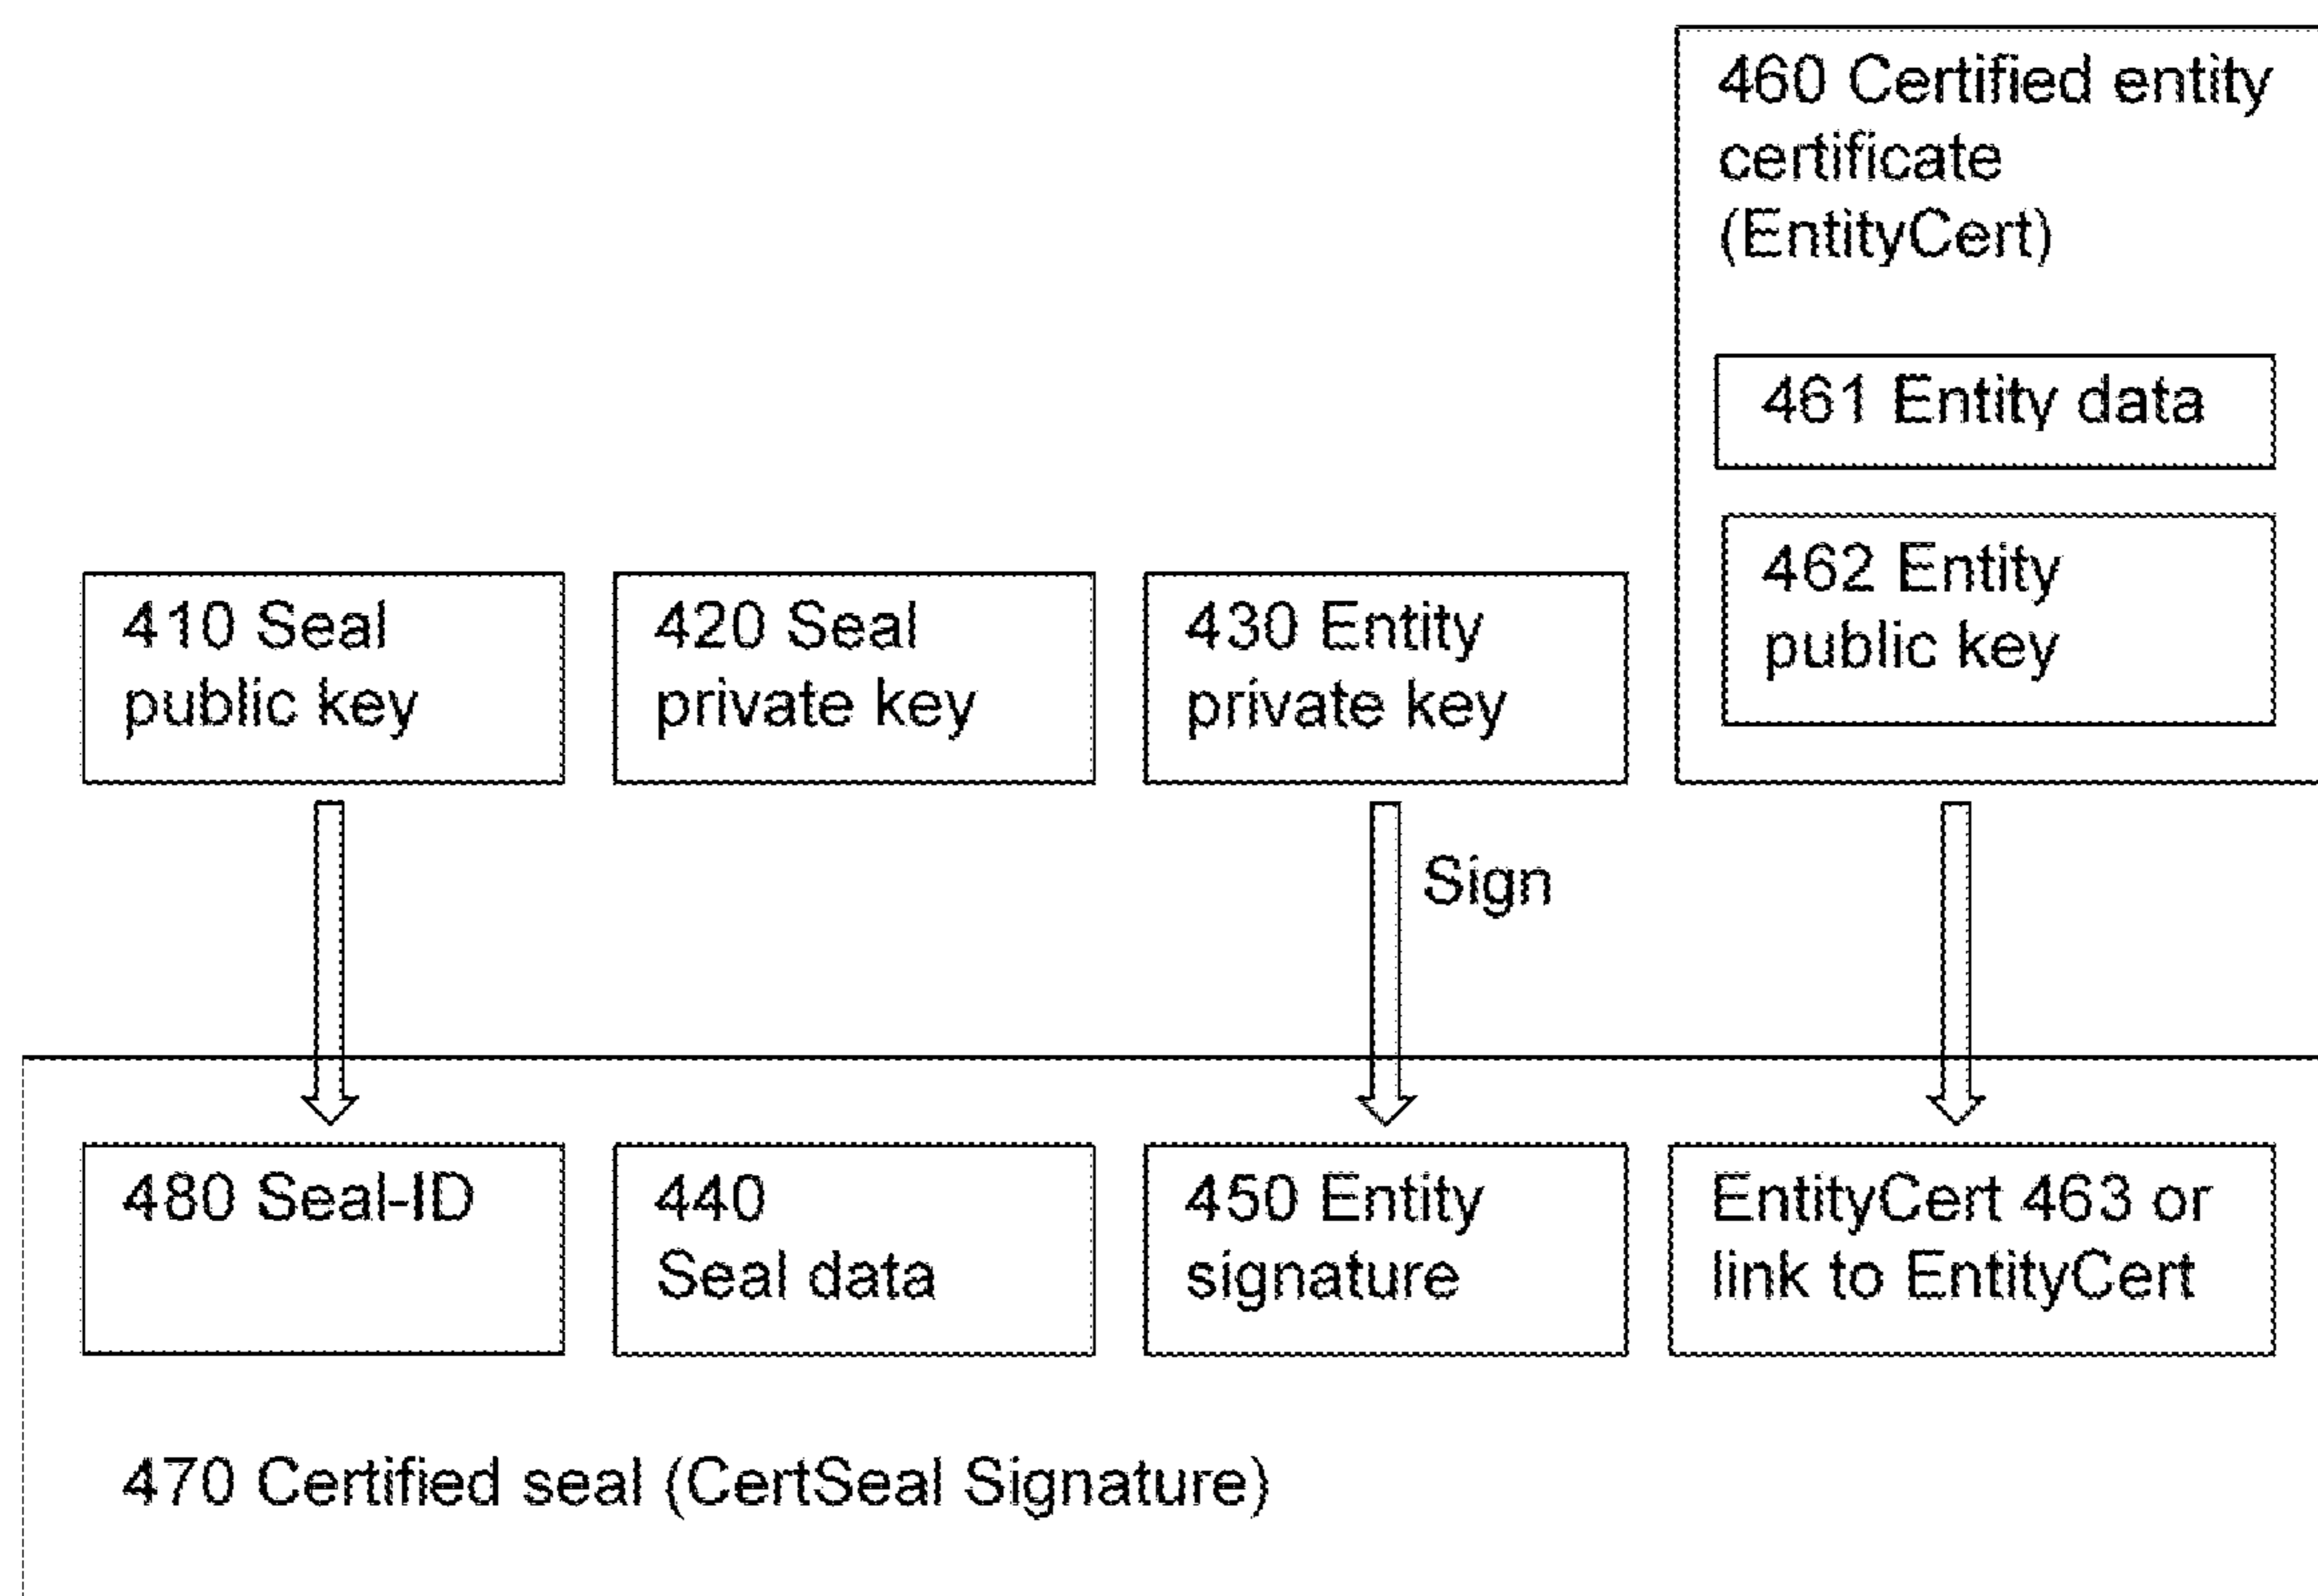 460 Certified entity
certificate
(EntityCert)
461 Entity data
462 Entity
public key
410 Seal
public key
420 Seal
private key
430 Entity
private key
Sign
480 Seal-ID
440
Seal data
450 Entity
signature
EntityCert 463 or
link to EntityCert
470 Certified seal (CertSeal Signature)